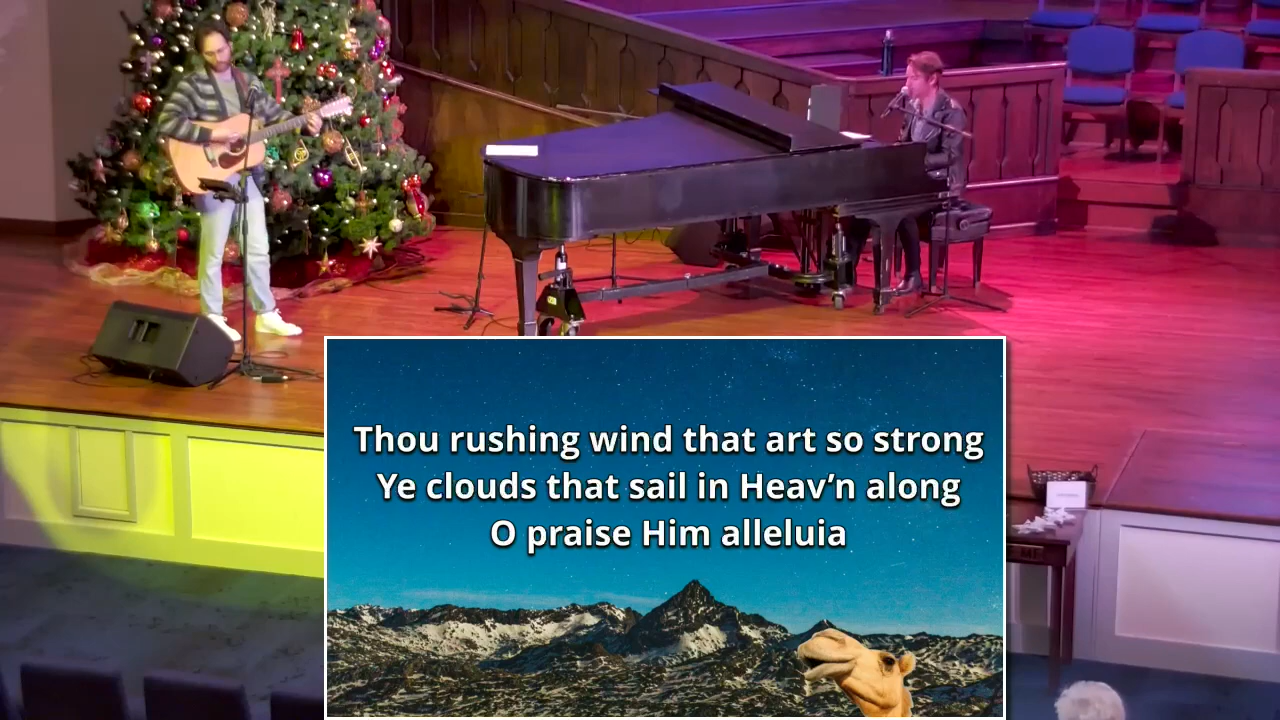 Thou rushing wind that art so strong
Ye clouds that sail in Heav’n along
O praise Him alleluia